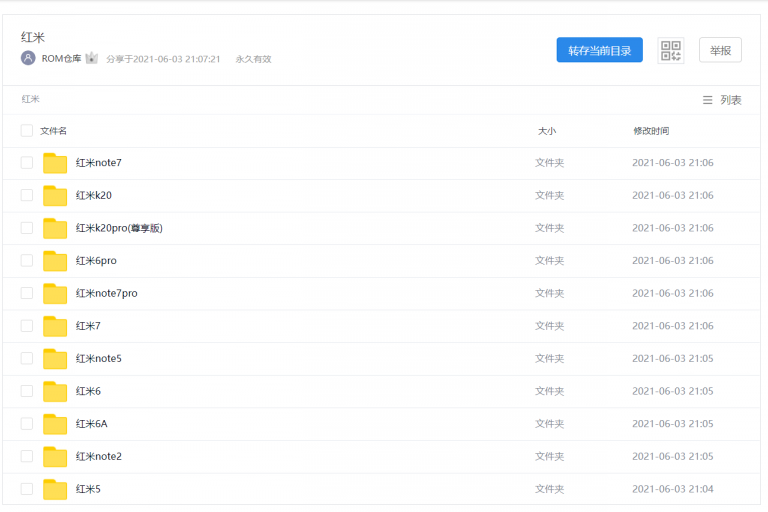 红米
ROM仓库 分享于2021-06-03 21:07:21 永久有效
转存当前目录 举报
红米 列表
文件名 大小 修改时间
红米note7 文件夹 2021-06-03 21:06
红米k20 文件夹 2021-06-03 21:06
红米k20pro(尊享版) 文件夹 2021-06-03 21:06
红米6pro 文件夹 2021-06-03 21:06
红米note7pro 文件夹 2021-06-03 21:06
红米7 文件夹 2021-06-03 21:06
红米note5 文件夹 2021-06-03 21:05
红米6 文件夹 2021-06-03 21:05
红米6A 文件夹 2021-06-03 21:05
红米note2 文件夹 2021-06-03 21:05
红米5 文件夹 2021-06-03 21:04